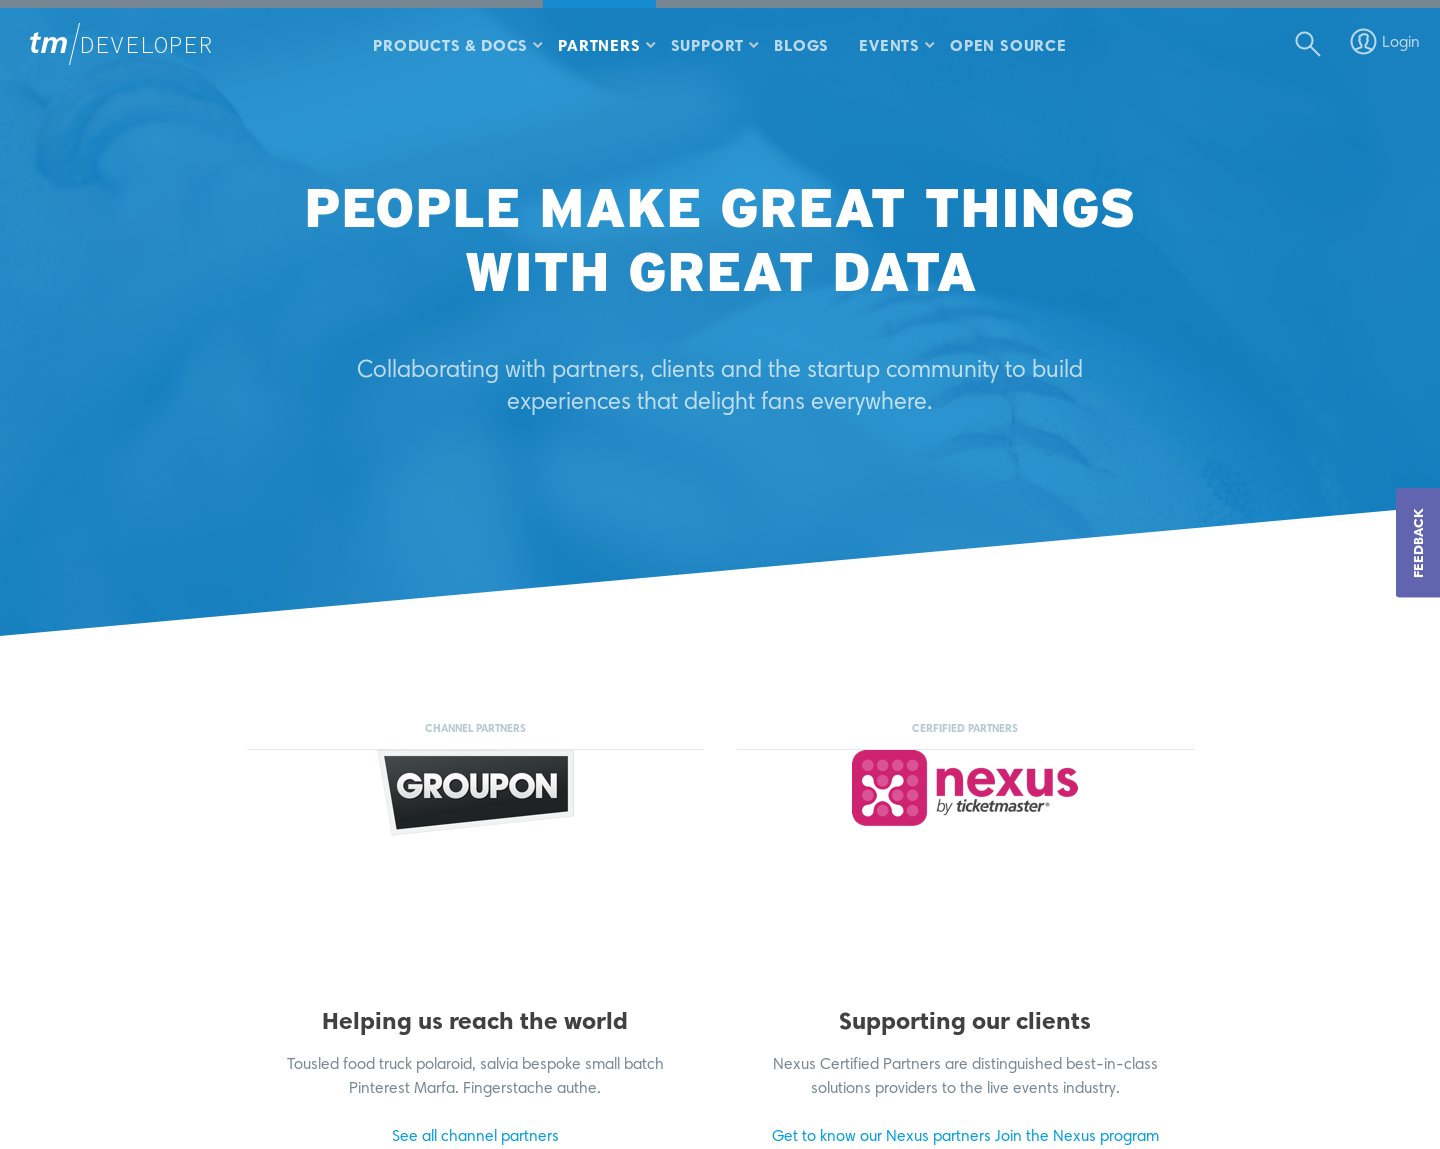 tm/DEVELOPER
PRODUCTS & DOCS
PARTNERS
SUPPORT
BLOGS
EVENTS
OPEN SOURCE
Login
PEOPLE MAKE GREAT THINGS
WITH GREAT DATA
Collaborating with partners, clients and the startup community to build
experiences that delight fans everywhere.
FEEDBACK
CHANNEL PARTNERS
GROUPON
CERFIFIED PARTNERS
nexus
by ticketmaster®
Helping us reach the world
Tousled food truck polaroid, salvia bespoke small batch
Pinterest Marfa. Fingerstache authe.
See all channel partners
Supporting our clients
Nexus Certified Partners are distinguished best-in-class
solutions providers to the live events industry.
Get to know our Nexus partners Join the Nexus program